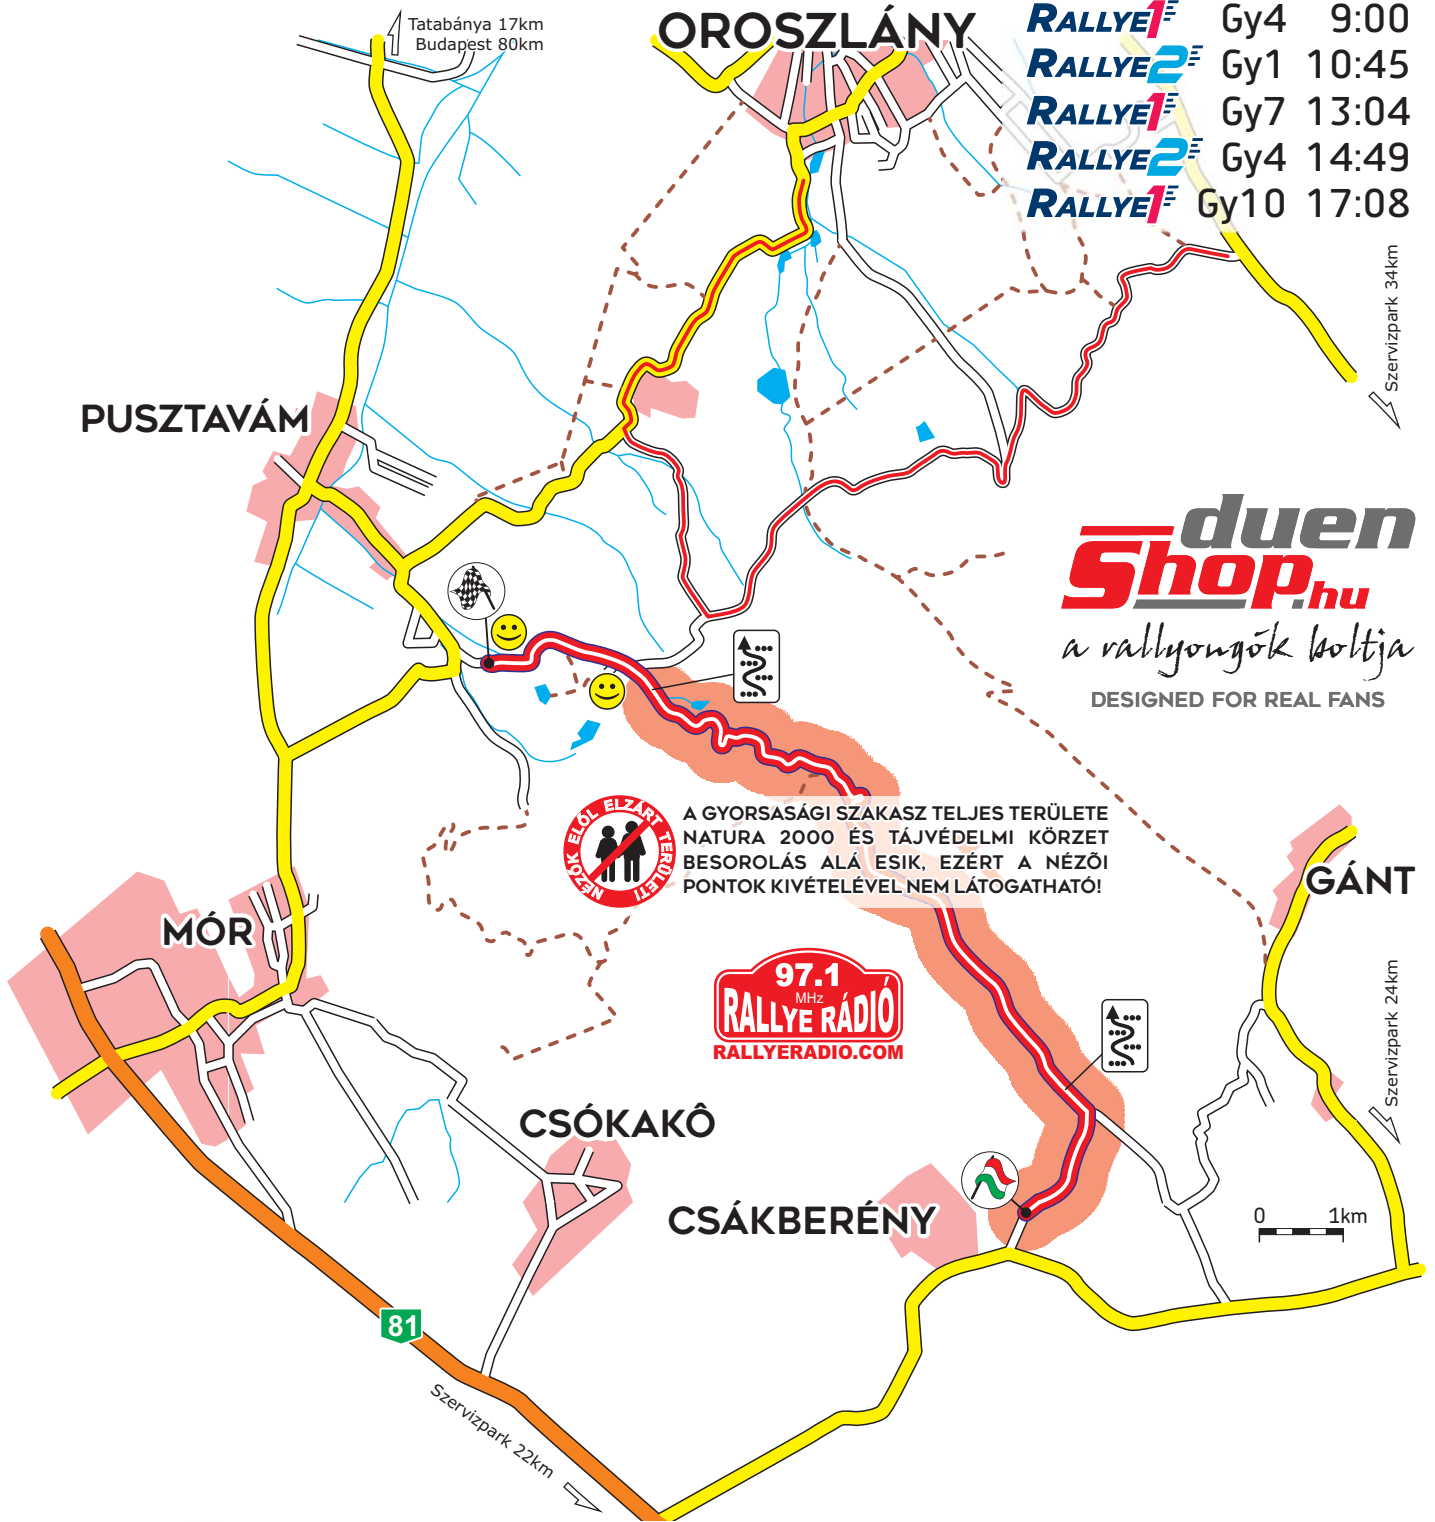 Tatabánya 17km
Budapest 80km
OROSZLÁNY
RALLYE1 Gy4 9:00
RALLYE2 Gy1 10:45
RALLYE1 Gy7 13:04
RALLYE2 Gy4 14:49
RALLYE1 Gy10 17:08
Szervizpark 34km
PUSZTAVÁM
duen
Shop.hu
a rallyongók boltja
DESIGNED FOR REAL FANS
NÉZŐK ELŐL ELZÁRT TERÜLET!
A GYORSASÁGI SZAKASZ TELJES TERÜLETE
NATURA 2000 ÉS TÁJVÉDELMI KÖRZET
BESOROLÁS ALÁ ESIK, EZÉRT A NÉZÕI
PONTOK KIVÉTELÉVEL NEM LÁTOGATHATÓ!
GÁNT
MÓR
97.1
MHz
RALLYE RÁDIÓ
RALLYERADIO.COM
Szervizpark 24km
CSÓKAKÔ
CSÁKBERÉNY
0 1km
81
Szervizpark 22km